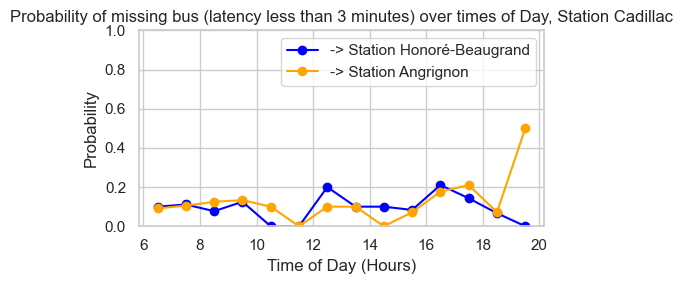 Probability of missing bus (latency less than 3 minutes) over times of Day, Station Cadillac
1.0
0.8
0.6
0.4
0.2
0.0
Probability
-> Station Honoré-Beaugrand
-> Station Angrignon
6 8 10 12 14 16 18 20
Time of Day (Hours)